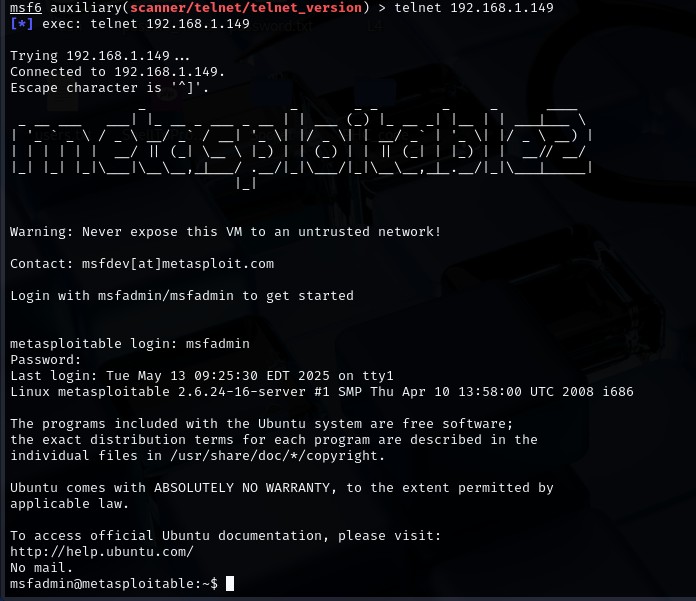 msf6 auxiliary(scanner/telnet/telnet_version) > telnet 192.168.1.149
[*] exec: telnet 192.168.1.149
Trying 192.168.1.149...
Connected to 192.168.1.149.
Escape character is '^]'.
metasploitable2
Warning: Never expose this VM to an untrusted network!
Contact: msfdev[at]metasploit.com
Login with msfadmin/msfadmin to get started
metasploitable login: msfadmin
Password:
Last login: Tue May 13 09:25:30 EDT 2025 on tty1
Linux metasploitable 2.6.24-16-server #1 SMP Thu Apr 10 13:58:00 UTC 2008 i686
The programs included with the Ubuntu system are free software;
the exact distribution terms for each program are described in the
individual files in /usr/share/doc/*/copyright.
Ubuntu comes with ABSOLUTELY NO WARRANTY, to the extent permitted by
applicable law.
To access official Ubuntu documentation, please visit:
http://help.ubuntu.com/
No mail.
msfadmin@metasploitable:~$